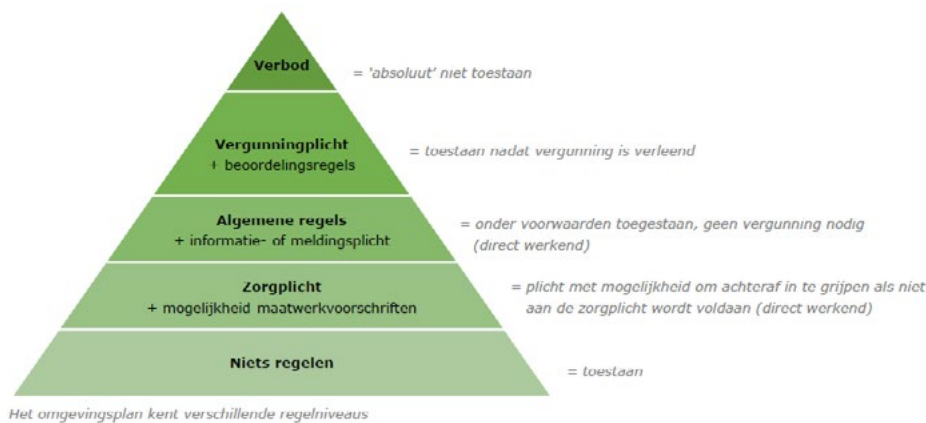 Verbod
= 'absoluut' niet toestaan
Vergunningplicht
+ beoordelingsregels
= toestaan nadat vergunning is verleend
Algemene regels
+ informatie- of meldingsplicht
= onder voorwaarden toegestaan, geen vergunning nodig
(direct werkend)
Zorgplicht
+ mogelijkheid maatwerkvoorschriften
= plicht met mogelijkheid om achteraf in te grijpen als niet
aan de zorgplicht wordt voldaan (direct werkend)
Niets regelen
= toestaan
Het omgevingsplan kent verschillende regelniveaus